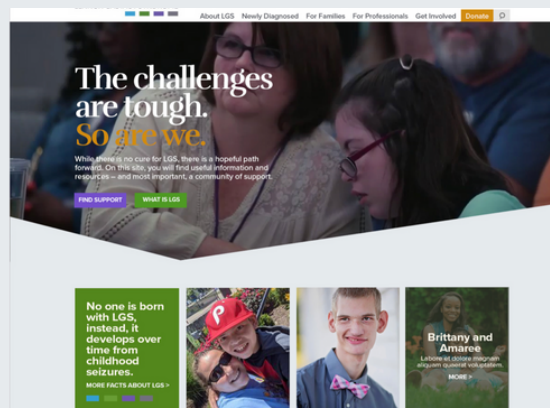 About LGS Newly Diagnosed For Families For Professionals Get Involved Donate
The challenges
are tough.
So are we.
While there is no cure for LGS, there is a hopeful path
forward. On this site, you will find useful information and
resources – and most important, a community of support.
FIND SUPPORT WHAT IS LGS
No one is born
with LGS,
instead, it
develops over
time from
childhood
seizures.
MORE FACTS ABOUT LGS >
P
Brittany and
Amaree
Labore et dolore magnam
aliquam quaerat voluptatem.
MORE >